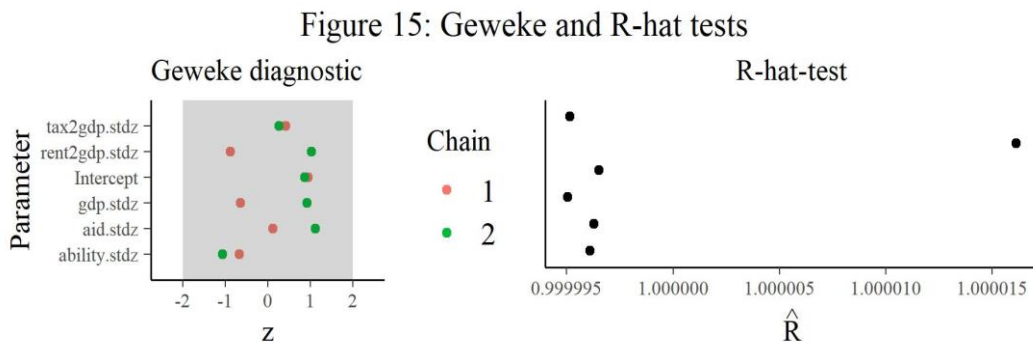 Figure 15: Geweke and R-hat tests
Geweke diagnostic
R-hat-test
Parameter
tax2gdp.stdz
rent2gdp.stdz
Intercept
gdp.stdz
aid.stdz
ability.stdz
-2 -1 0 1 2
z
Chain
1
2
0.999995 1.000000 1.000005 1.000010 1.000015
R̂